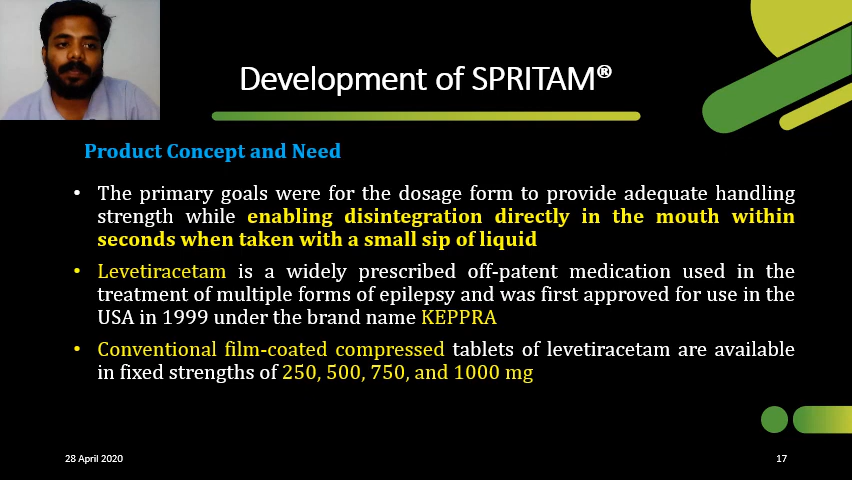 Development of SPRITAM®
Product Concept and Need
• The primary goals were for the dosage form to provide adequate handling
strength while enabling disintegration directly in the mouth within
seconds when taken with a small sip of liquid
• Levetiracetam is a widely prescribed off-patent medication used in the
treatment of multiple forms of epilepsy and was first approved for use in the
USA in 1999 under the brand name KEPPRA
• Conventional film-coated compressed tablets of levetiracetam are available
in fixed strengths of 250, 500, 750, and 1000 mg
28 April 2020
17